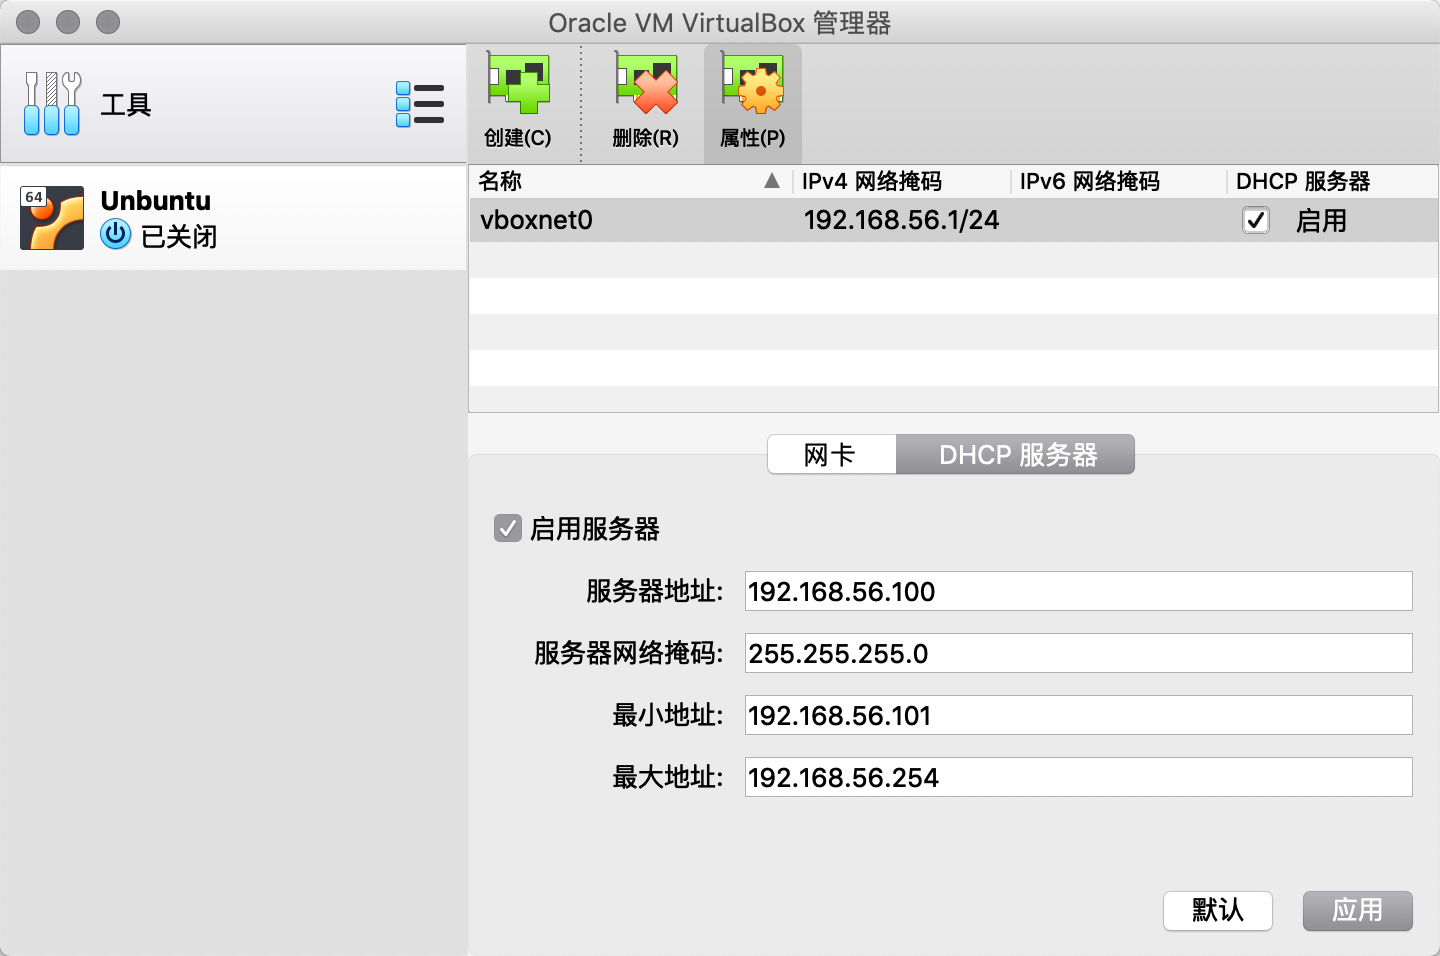 Oracle VM VirtualBox 管理器
工具
64
Unbuntu
已关闭
创建(C) 删除(R) 属性(P)
名称 IPv4 网络掩码 IPv6 网络掩码 DHCP 服务器
vboxnet0 192.168.56.1/24 启用
网卡 DHCP 服务器
启用服务器
服务器地址: 192.168.56.100
服务器网络掩码: 255.255.255.0
最小地址: 192.168.56.101
最大地址: 192.168.56.254
默认 应用